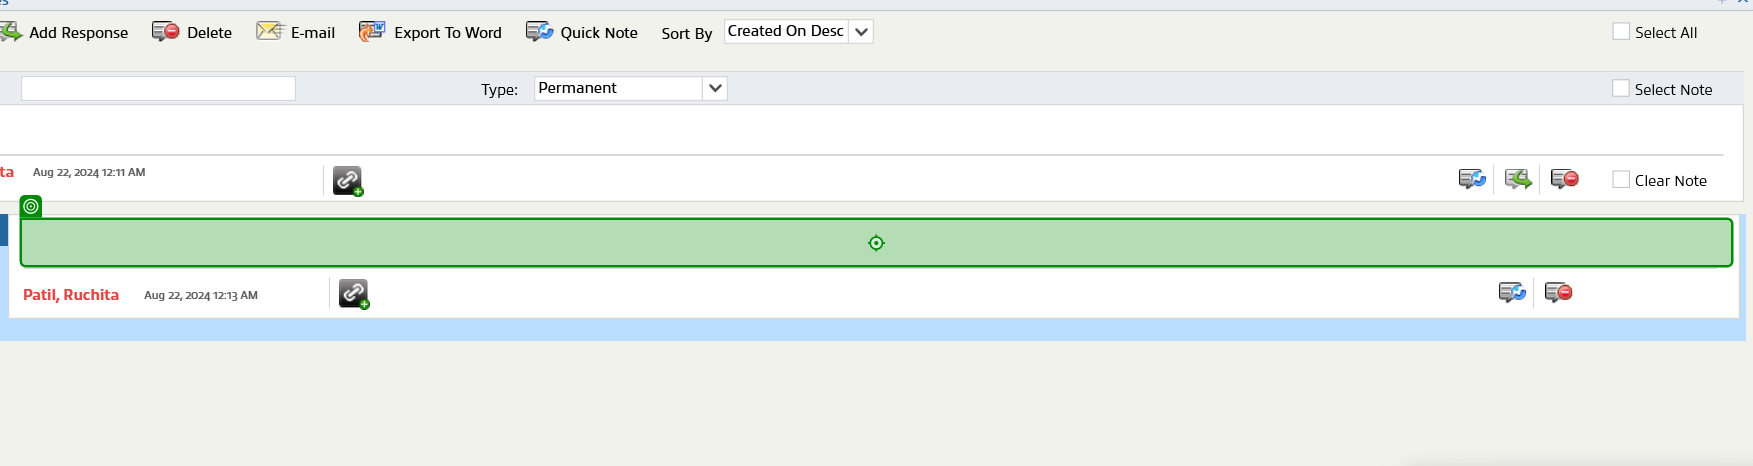 Add Response Delete E-mail Export To Word Quick Note Sort By Created On Desc Select All
Type: Permanent Select Note
ta Aug 22, 2024 12:11 AM Clear Note
Patil, Ruchita Aug 22, 2024 12:13 AM